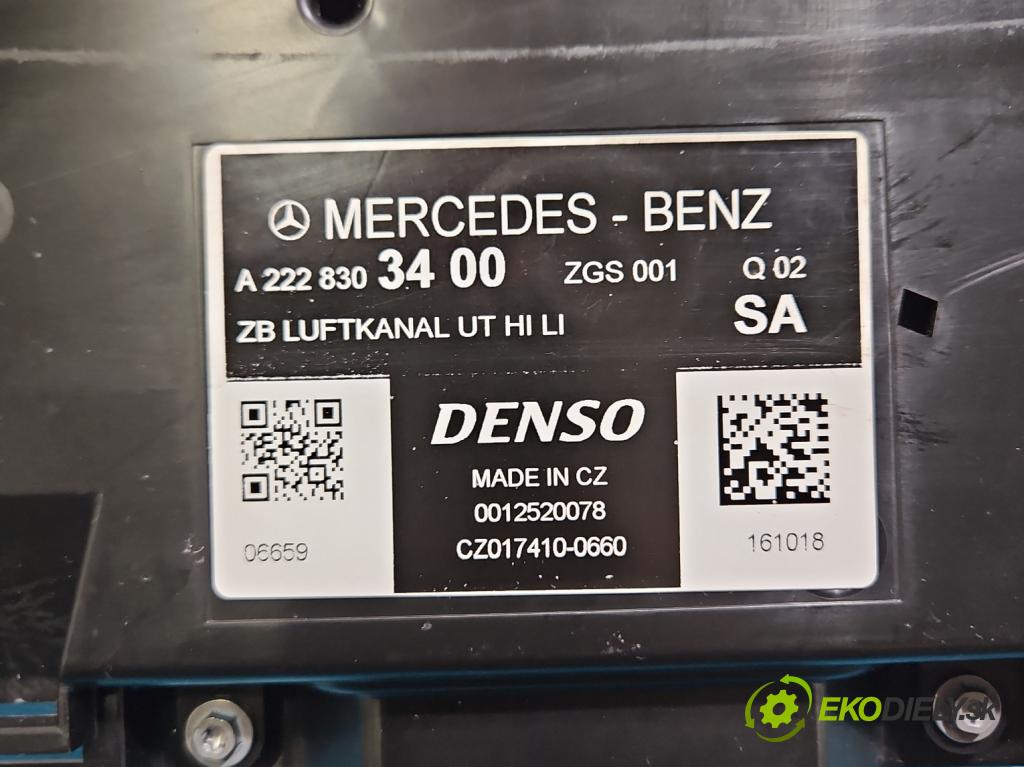 MERCEDES - BENZ
A 222 830 34 00 ZGS 001 Q 02
ZB LUFTKANAL UT HI LI SA
DENSO
MADE IN CZ
0012520078
CZ017410-0660
06659
161018
EKODIELY.sk